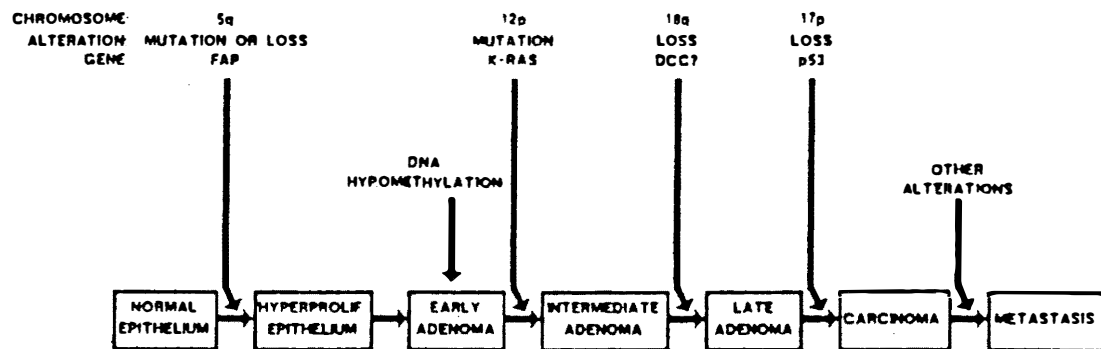 CHROMOSOME: 5q 12p 18q 17p
ALTERATION: MUTATION OR LOSS MUTATION LOSS LOSS
GENE FAP K-RAS DCC? p53
DNA
HYPOMETHYLATION
OTHER
ALTERATIONS
NORMAL
EPITHELIUM
HYPERPROLIF
EPITHELIUM
EARLY
ADENOMA
INTERMEDIATE
ADENOMA
LATE
ADENOMA
CARCINOMA
METASTASIS